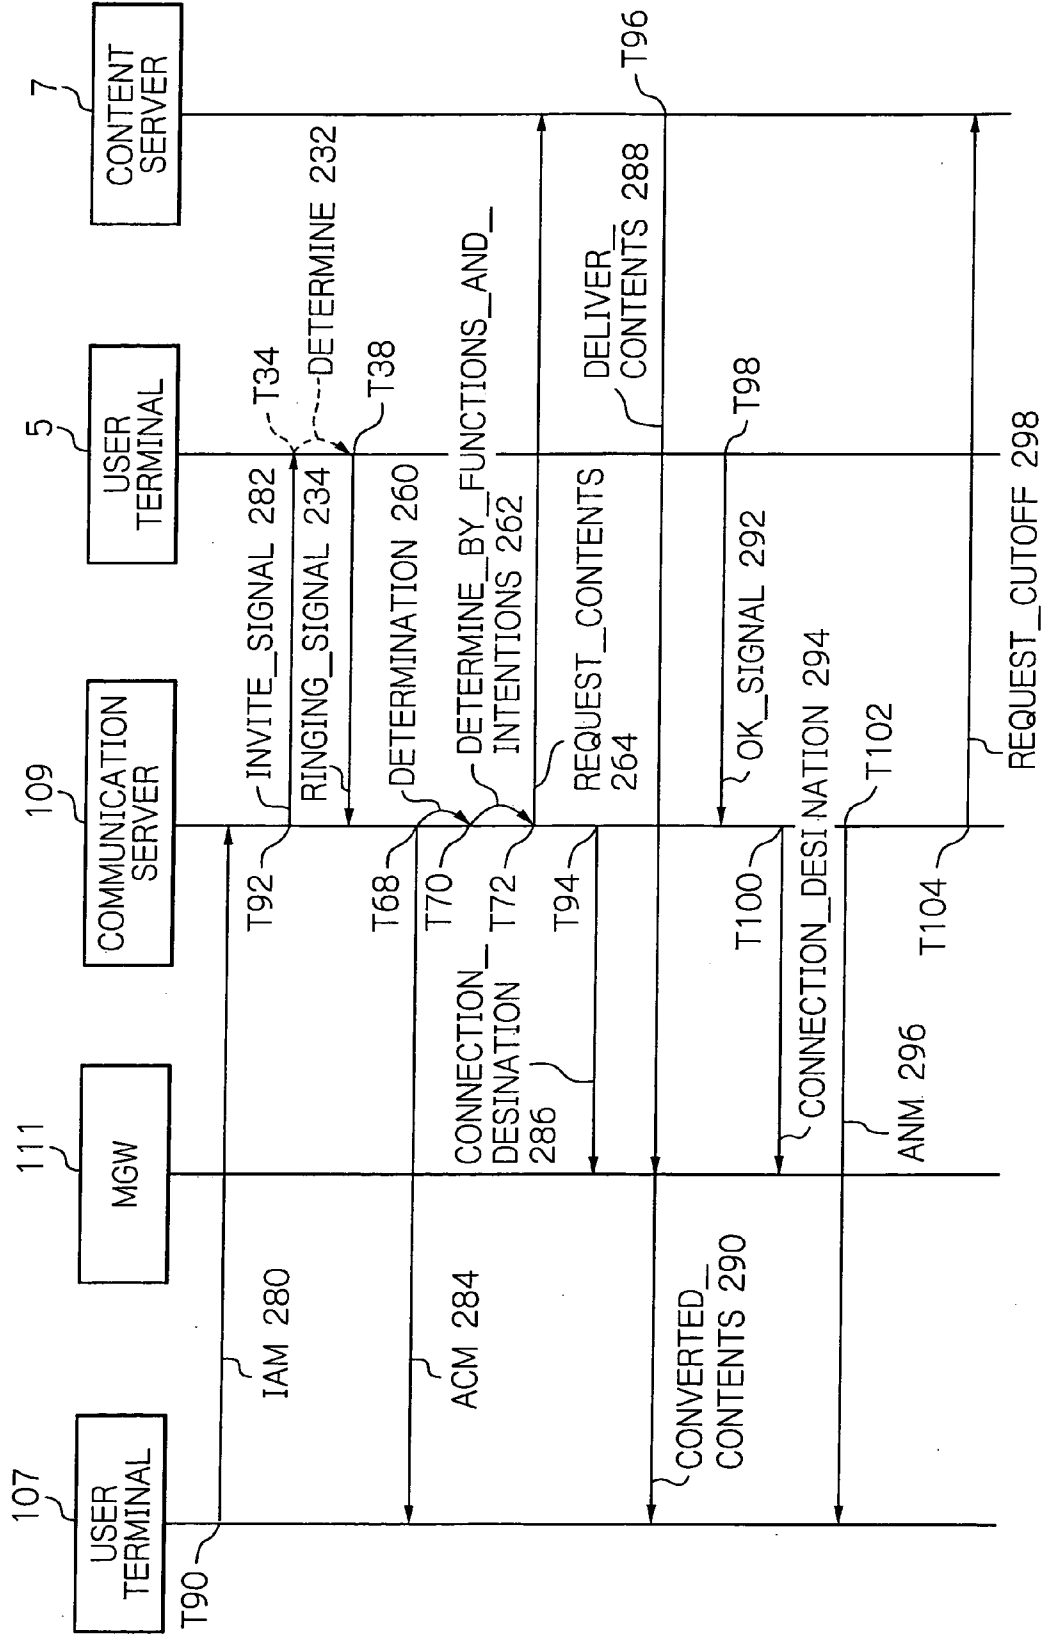 107
USER
TERMINAL
111
MGW
109
COMMUNICATION
SERVER
5
USER
TERMINAL
7
CONTENT
SERVER
T90
IAM 280
T92
INVITE_SIGNAL 282
T34
DETERMINE 232
RINGING_SIGNAL 234
T38
T68
ACM 284
DETERMINATION 260
T70
DETERMINE_BY_FUNCTIONS_AND_
INTENTIONS 262
T72
REQUEST_CONTENTS
264
CONNECTION_
DESINATION
286
T94
DELIVER_
CONTENTS 288
T96
CONVERTED_
CONTENTS 290
T98
OK_SIGNAL 292
T100
CONNECTION_DESINATION 294
T102
ANM 296
T104
REQUEST_CUTOFF 298